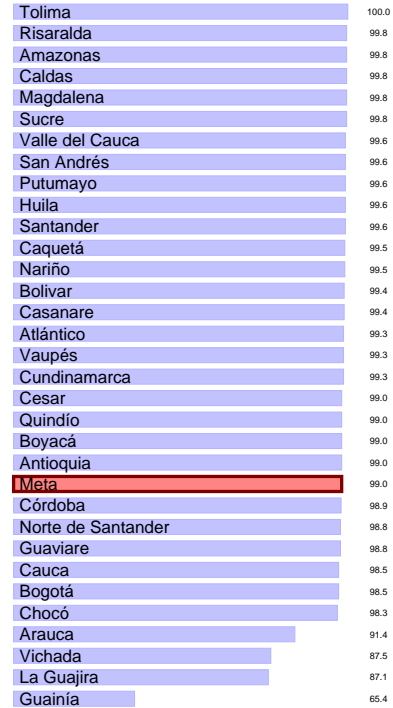 Tolima 100.0
Risaralda 99.8
Amazonas 99.8
Caldas 99.8
Magdalena 99.8
Sucre 99.8
Valle del Cauca 99.6
San Andrés 99.6
Putumayo 99.6
Huila 99.6
Santander 99.6
Caquetá 99.5
Nariño 99.5
Bolivar 99.4
Casanare 99.4
Atlántico 99.3
Vaupés 99.3
Cundinamarca 99.3
Cesar 99.0
Quindío 99.0
Boyacá 99.0
Antioquia 99.0
Meta 99.0
Córdoba 98.9
Norte de Santander 98.8
Guaviare 98.8
Cauca 98.5
Bogotá 98.5
Chocó 98.3
Arauca 91.4
Vichada 87.5
La Guajira 87.1
Guainía 65.4